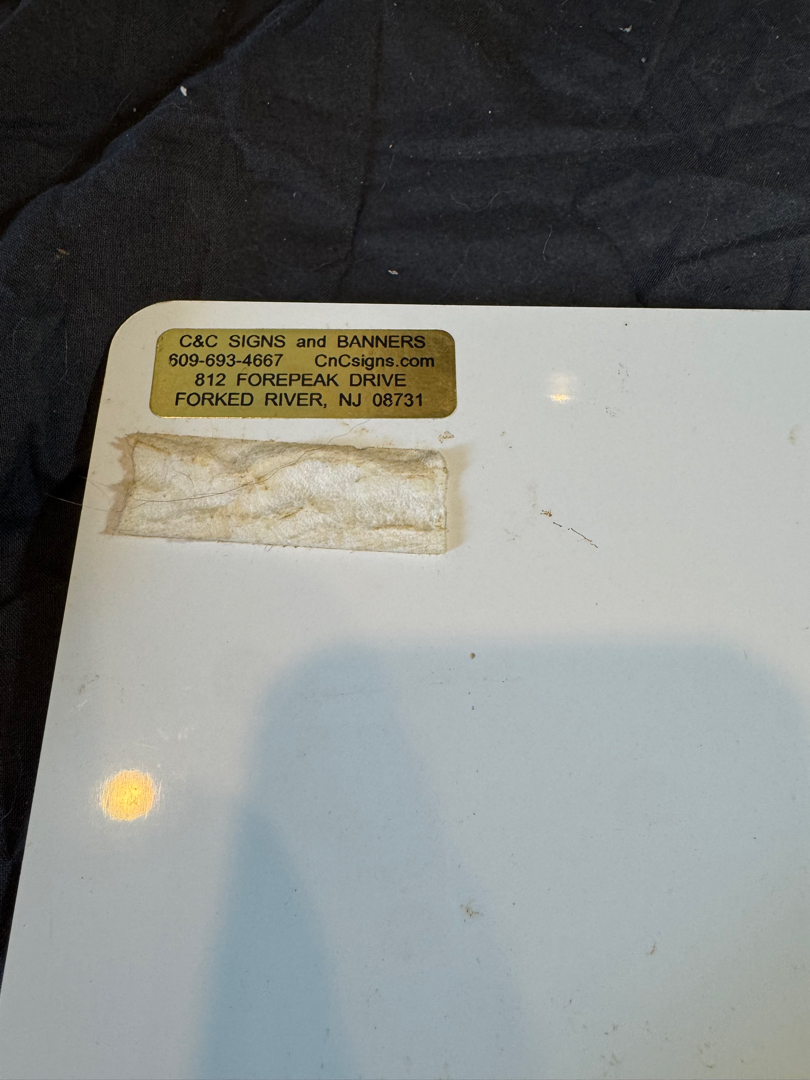 C&C SIGNS and BANNERS
609-693-4667 CnCsigns.com
812 FOREPEAK DRIVE
FORKED RIVER, NJ 08731